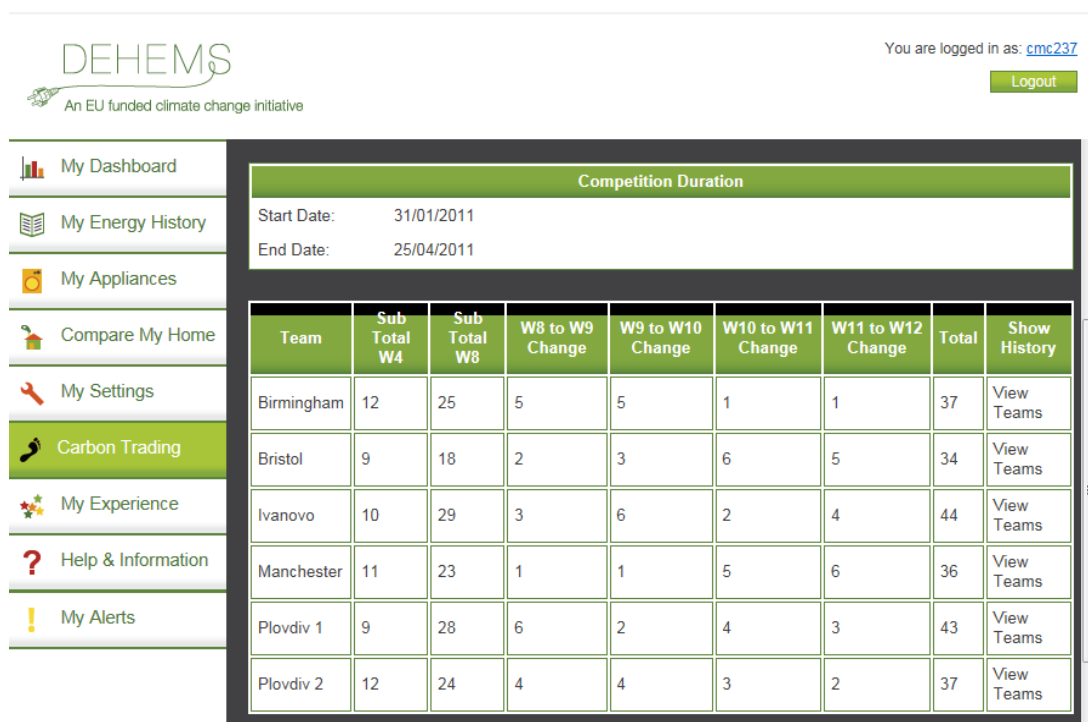 DEHEMS
An EU funded climate change initiative
You are logged in as: cmc237
Logout
My Dashboard
My Energy History
My Appliances
Compare My Home
My Settings
Carbon Trading
My Experience
Help & Information
My Alerts
Competition Duration
Start Date: 31/01/2011
End Date: 25/04/2011
Team Sub Total W4 Sub Total W8 W8 to W9 Change W9 to W10 Change W10 to W11 Change W11 to W12 Change Total Show History
Birmingham 12 25 5 5 1 1 37 View Teams
Bristol 9 18 2 3 6 5 34 View Teams
Ivanovo 10 29 3 6 2 4 44 View Teams
Manchester 11 23 1 1 5 6 36 View Teams
Plovdiv 1 9 28 6 2 4 3 43 View Teams
Plovdiv 2 12 24 4 4 3 2 37 View Teams